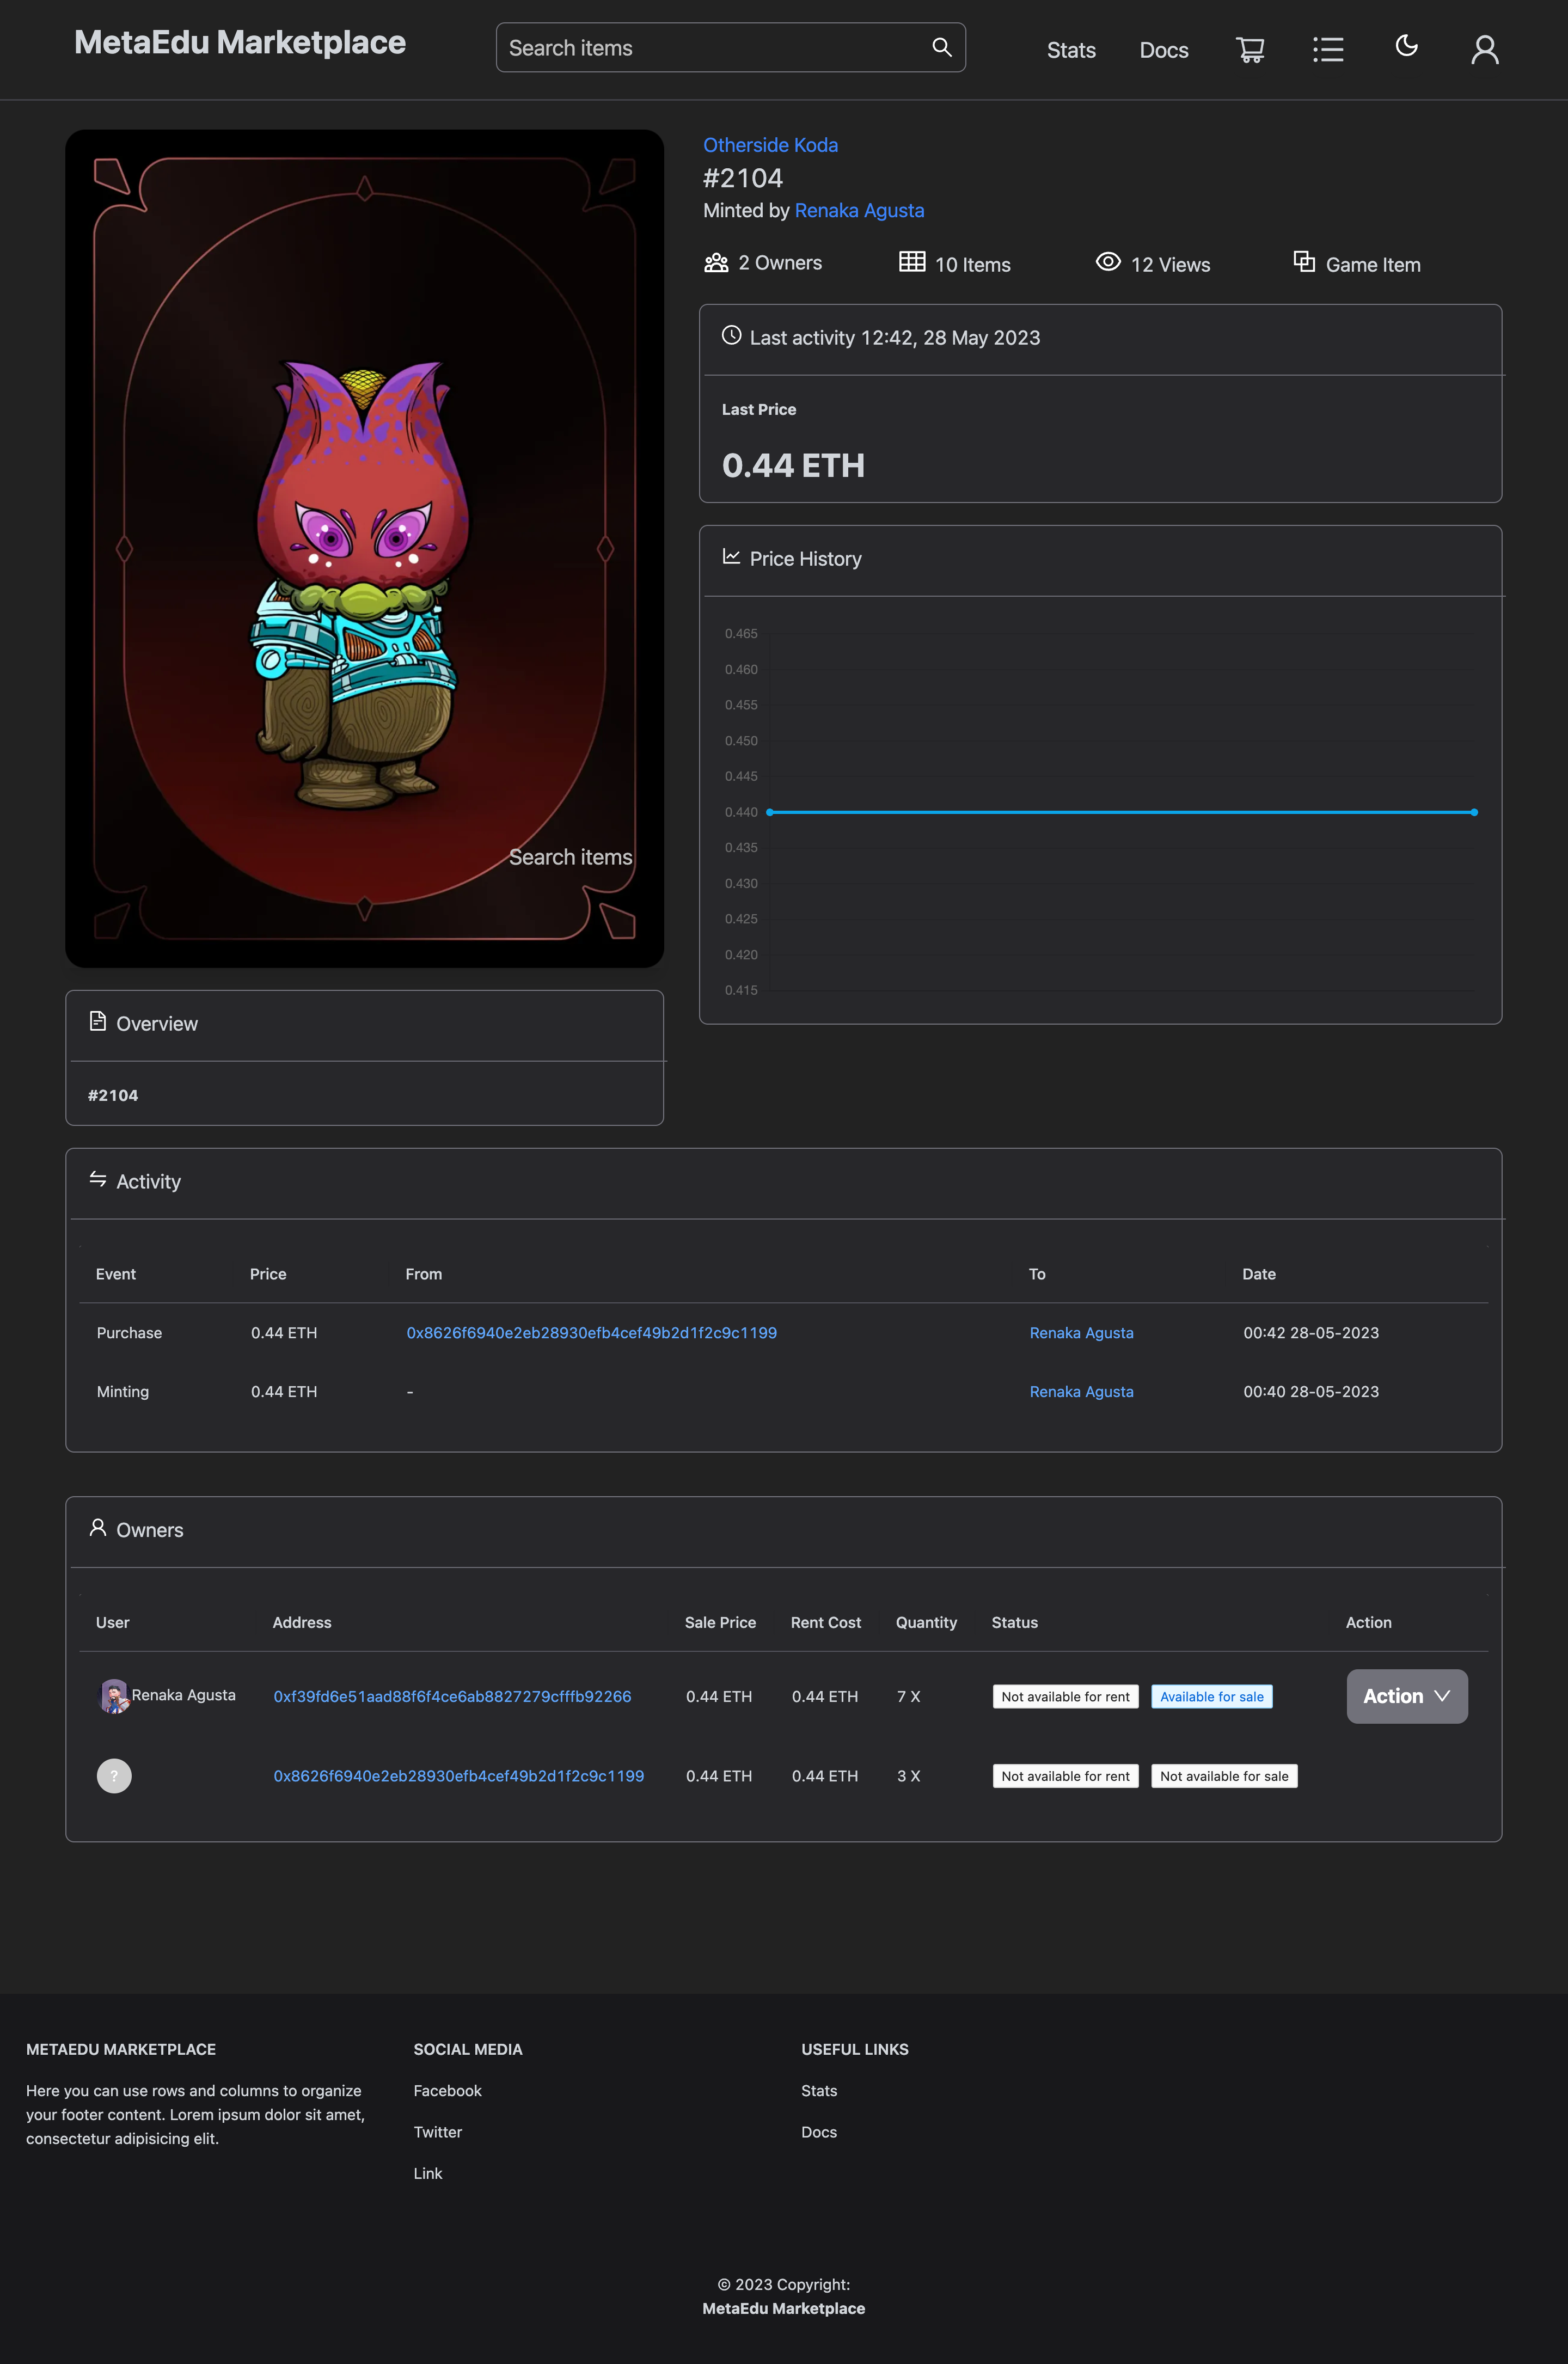 MetaEdu Marketplace
Search items
Stats
Docs
Otherside Koda
#2104
Minted by Renaka Agusta
2 Owners
10 Items
12 Views
Game Item
Last activity 12:42, 28 May 2023
Last Price
0.44 ETH
Price History
0.465
0.460
0.455
0.450
0.445
0.440
0.435
0.430
0.425
0.420
0.415
Search items
Overview
#2104
Activity
Event Price From To Date
Purchase 0.44 ETH 0x8626f6940e2eb28930efb4cef49b2d1f2c9c1199 Renaka Agusta 00:42 28-05-2023
Minting 0.44 ETH - Renaka Agusta 00:40 28-05-2023
Owners
User Address Sale Price Rent Cost Quantity Status Action
Renaka Agusta 0xf39fd6e51aad88f6f4ce6ab8827279cfffb92266 0.44 ETH 0.44 ETH 7 X Not available for rent Available for sale Action
? 0x8626f6940e2eb28930efb4cef49b2d1f2c9c1199 0.44 ETH 0.44 ETH 3 X Not available for rent Not available for sale
METAEDU MARKETPLACE
Here you can use rows and columns to organize
your footer content. Lorem ipsum dolor sit amet,
consectetur adipisicing elit.
SOCIAL MEDIA
Facebook
Twitter
Link
USEFUL LINKS
Stats
Docs
© 2023 Copyright:
MetaEdu Marketplace